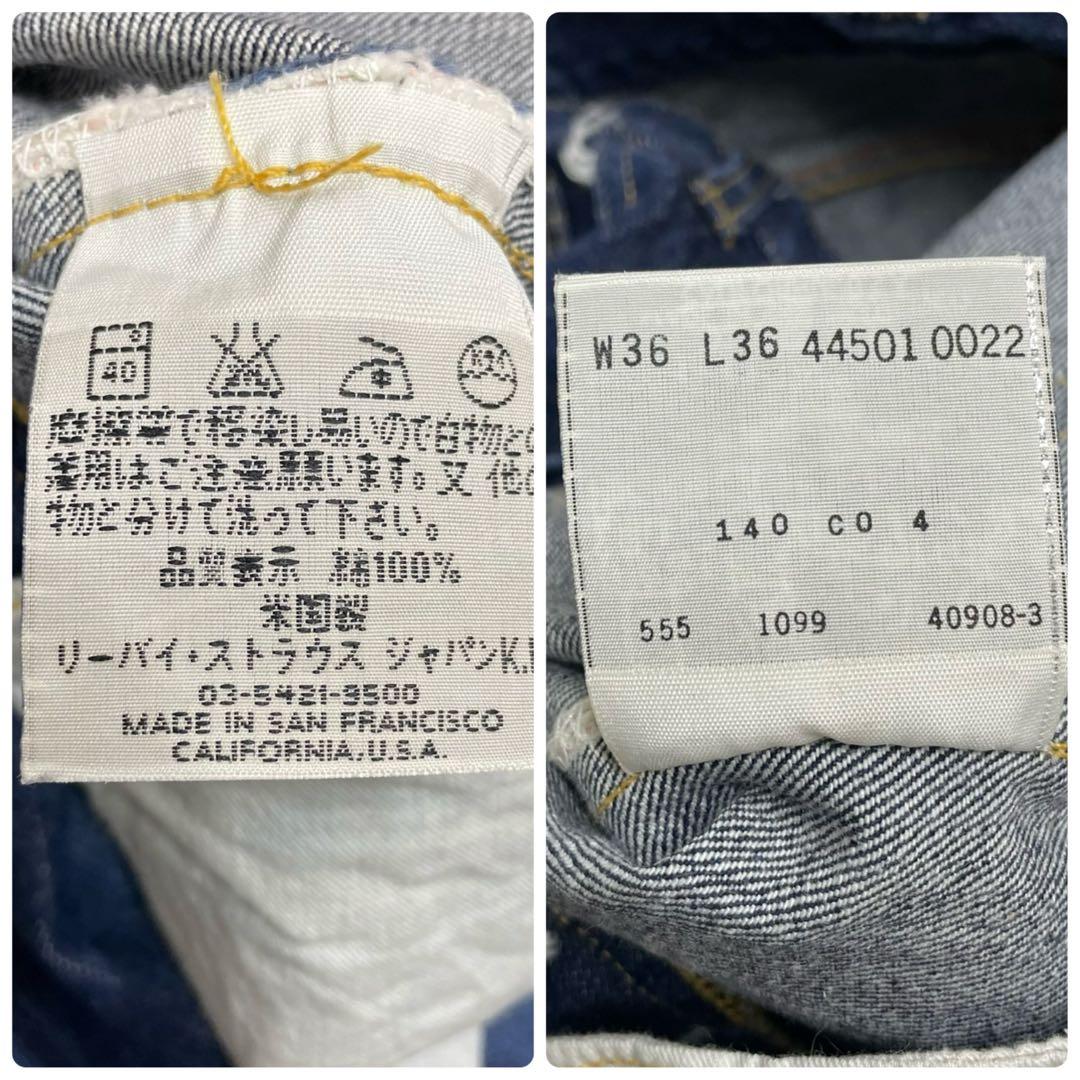 40
摩擦等で移染し易いので白物と
着用はご注意願います。又 他の
物と分けて洗って下さい。
品質表示 綿100%
米国製
リーバイ・ストラウス ジャパンK.
03-5421-9500
MADE IN SAN FRANCISCO
CALIFORNIA,U.S.A.
W36 L36 44501 0022
140 CO 4
555 1099 40908-3